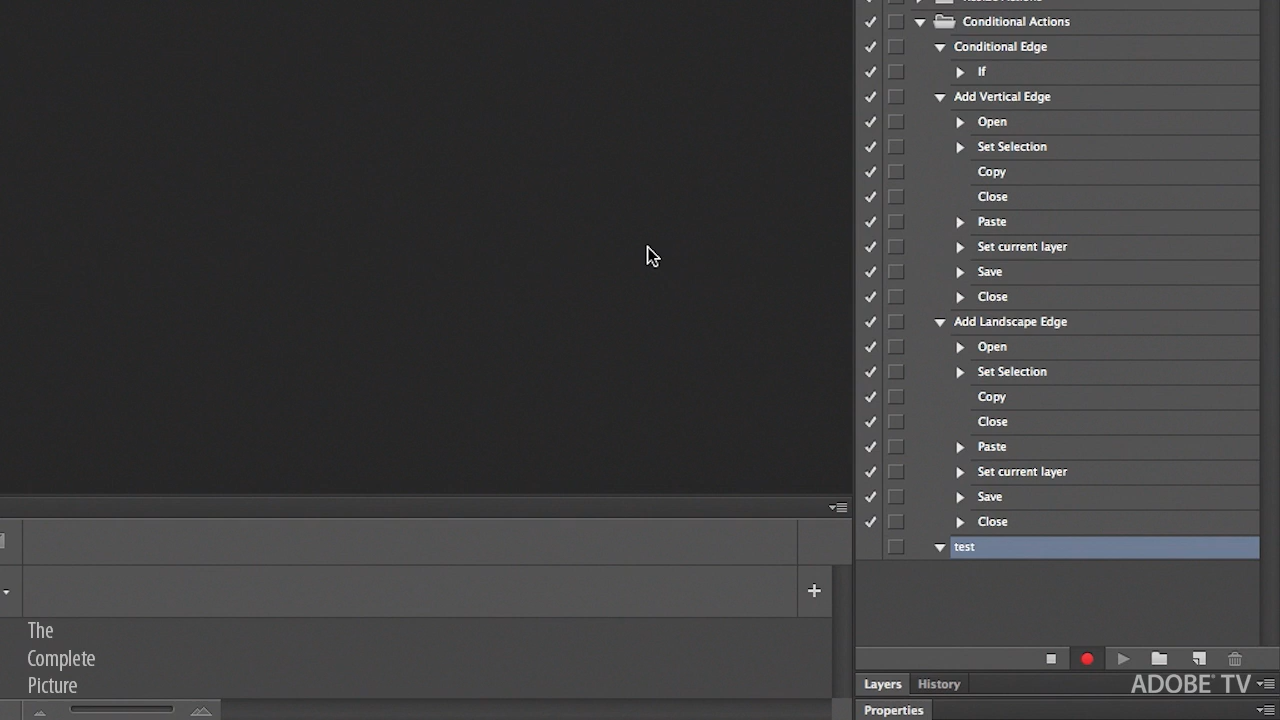 Conditional Actions
Conditional Edge
If
Add Vertical Edge
Open
Set Selection
Copy
Close
Paste
Set current layer
Save
Close
Add Landscape Edge
Open
Set Selection
Copy
Close
Paste
Set current layer
Save
Close
test
The
Complete
Picture
Layers History
ADOBE® TV
Properties